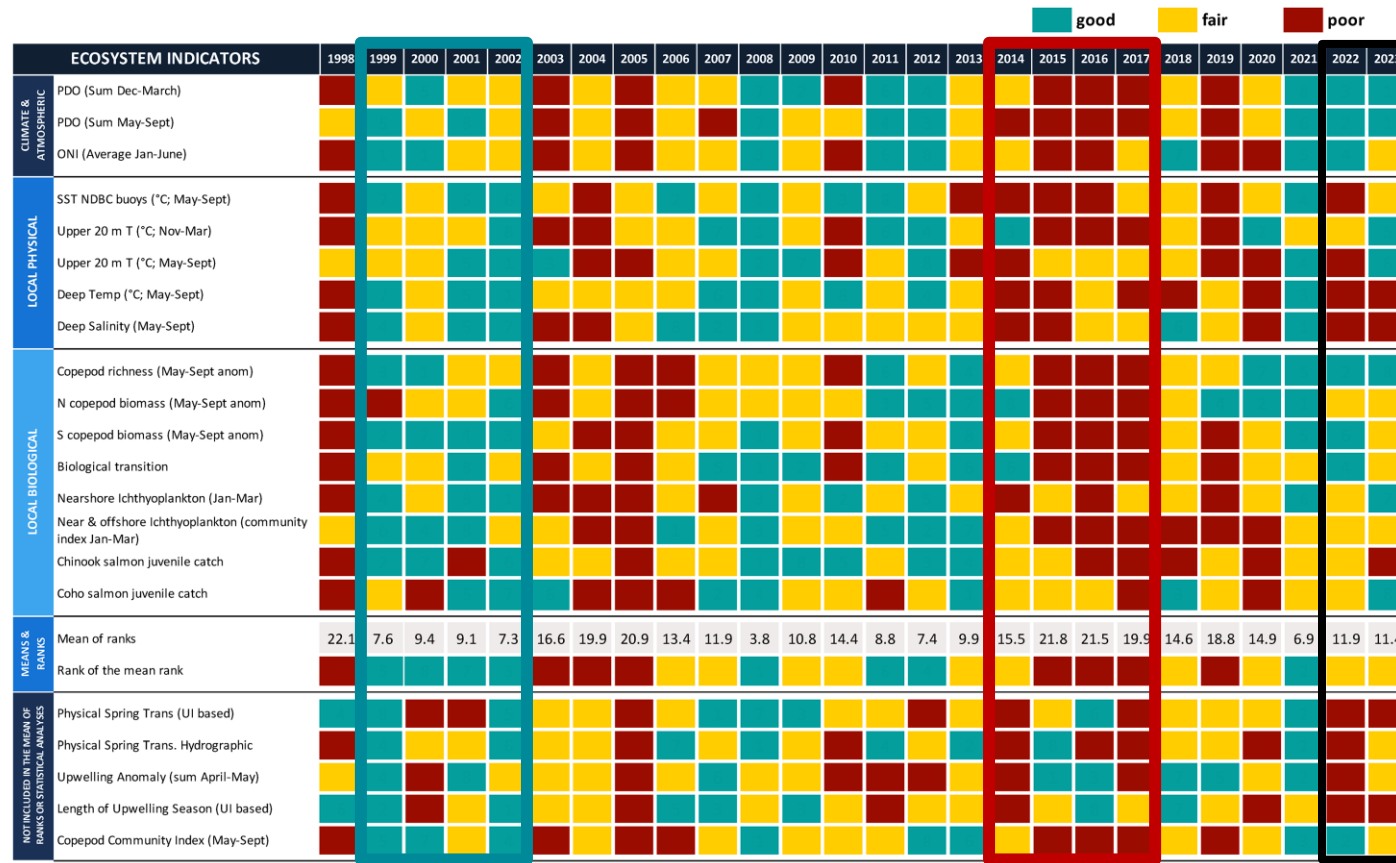 good fair poor
ECOSYSTEM INDICATORS 1998 1999 2000 2001 2002 2003 2004 2005 2006 2007 2008 2009 2010 2011 2012 2013 2014 2015 2016 2017 2018 2019 2020 2021 2022 2023
CLIMATE &
ATMOSPHERIC
PDO (Sum Dec-March)
PDO (Sum May-Sept)
ONI (Average Jan-June)
LOCAL PHYSICAL
SST NDBC buoys (°C; May-Sept)
Upper 20 m T (°C; Nov-Mar)
Upper 20 m T (°C; May-Sept)
Deep Temp (°C; May-Sept)
Deep Salinity (May-Sept)
LOCAL BIOLOGICAL
Copepod richness (May-Sept anom)
N copepod biomass (May-Sept anom)
S copepod biomass (May-Sept anom)
Biological transition
Nearshore Ichthyoplankton (Jan-Mar)
Near & offshore Ichthyoplankton (community
index Jan-Mar)
Chinook salmon juvenile catch
Coho salmon juvenile catch
MEANS &
RANKS
Mean of ranks 22.1 7.6 9.4 9.1 7.3 16.6 19.9 20.9 13.4 11.9 3.8 10.8 14.4 8.8 7.4 9.9 15.5 21.8 21.5 19.9 14.6 18.8 14.9 6.9 11.9 11.4
Rank of the mean rank
NOT INCLUDED IN THE MEAN OF
RANKS OR STATISTICAL ANALYSES
Physical Spring Trans (UI based)
Physical Spring Trans. Hydrographic
Upwelling Anomaly (sum April-May)
Length of Upwelling Season (UI based)
Copepod Community Index (May-Sept)